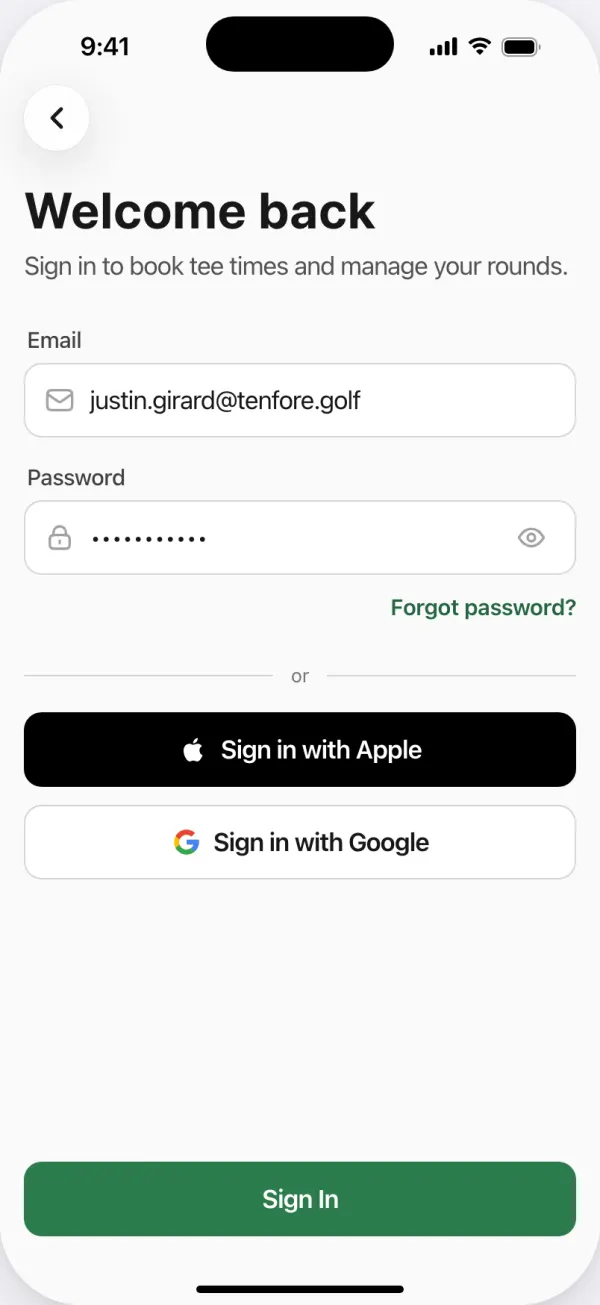 9:41
Welcome back
Sign in to book tee times and manage your rounds.
Email
justin.girard@tenfore.golf
Password
•••••••••••
Forgot password?
or
Sign in with Apple
Sign in with Google
Sign In